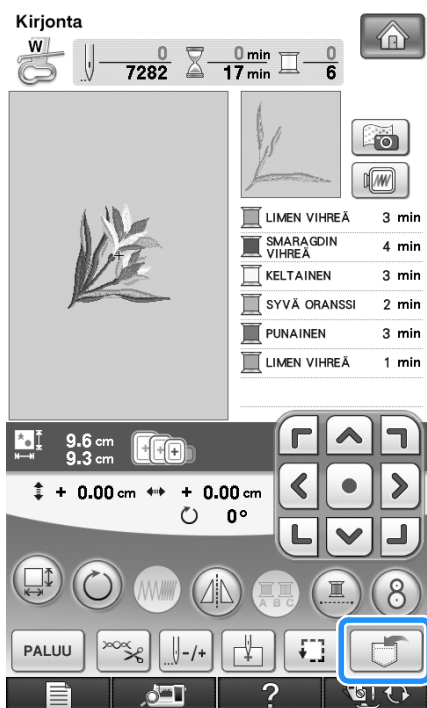 Kirjonta
W
0 0 min 0
7282 17 min 6
LIMEN VIHREÄ 3 min
SMARAGDIN VIHREÄ 4 min
KELTAINEN 3 min
SYVÄ ORANSSI 2 min
PUNAINEN 3 min
LIMEN VIHREÄ 1 min
9.6 cm
9.3 cm
+ 0.00 cm + 0.00 cm
0°
A B C
PALUU -/+
?